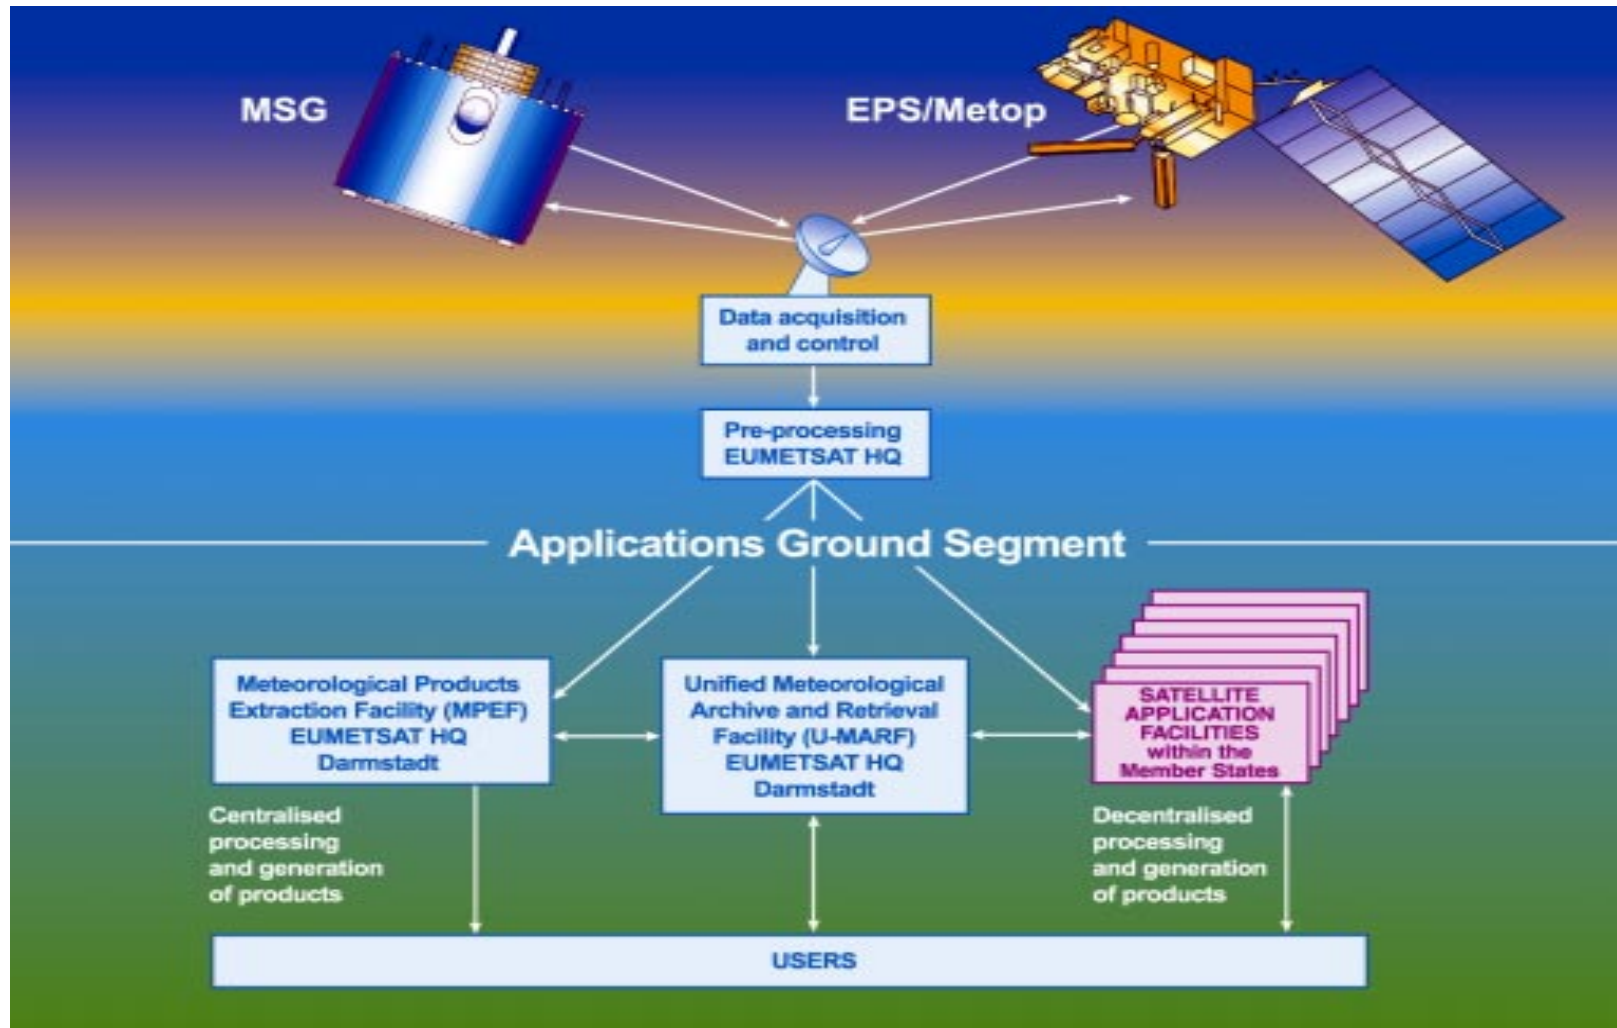 MSG
EPS/Metop
Data acquisition
and control
Pre-processing
EUMETSAT HQ
Applications Ground Segment
Meteorological Products
Extraction Facility (MPEF)
EUMETSAT HQ
Darmstadt
Unified Meteorological
Archive and Retrieval
Facility (U-MARF)
EUMETSAT HQ
Darmstadt
SATELLITE
APPLICATION
FACILITIES
within the
Member States
Centralised
processing
and generation
of products
Decentralised
processing
and generation
of products
USERS